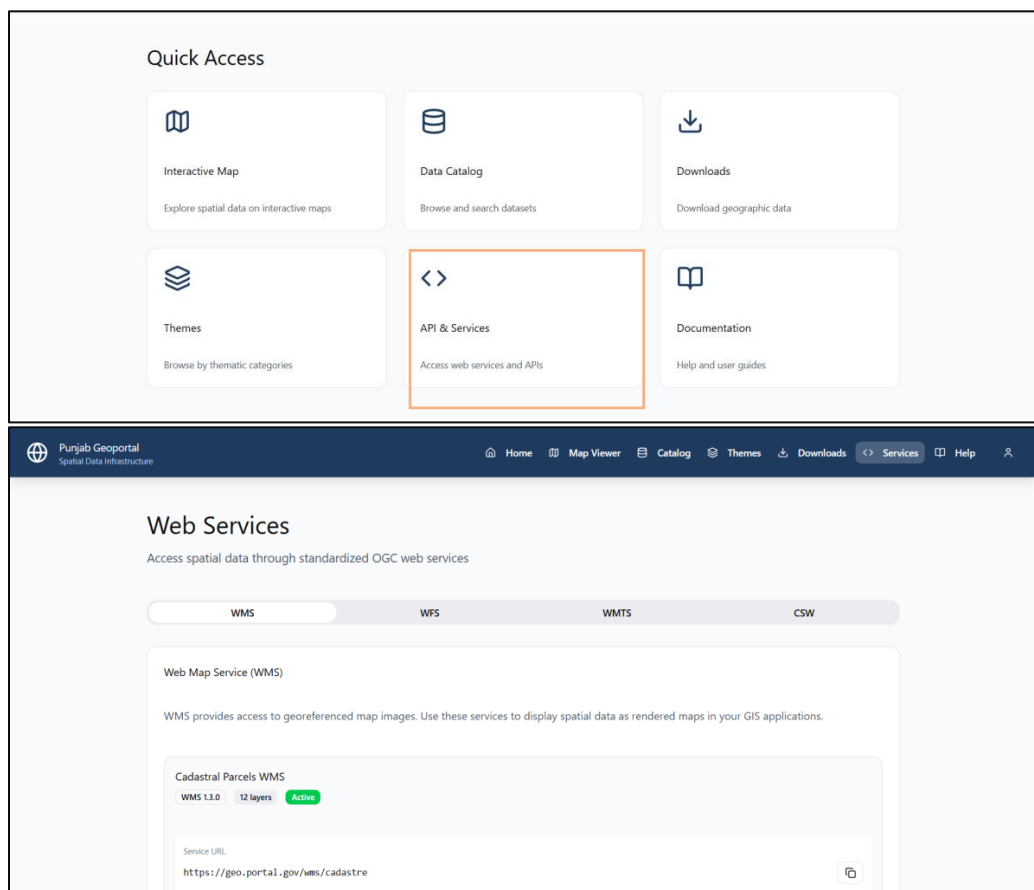 Quick Access
Interactive Map
Explore spatial data on interactive maps
Data Catalog
Browse and search datasets
Downloads
Download geographic data
Themes
Browse by thematic categories
API & Services
Access web services and APIs
Documentation
Help and user guides
Punjab Geoportal
Spatial Data Infrastructure
Home Map Viewer Catalog Themes Downloads Services Help
Web Services
Access spatial data through standardized OGC web services
WMS WFS WMTS CSW
Web Map Service (WMS)
WMS provides access to georeferenced map images. Use these services to display spatial data as rendered maps in your GIS applications.
Cadastral Parcels WMS
WMS 1.3.0 12 layers Active
Service URL
https://geo.portal.gov/wms/cadastre